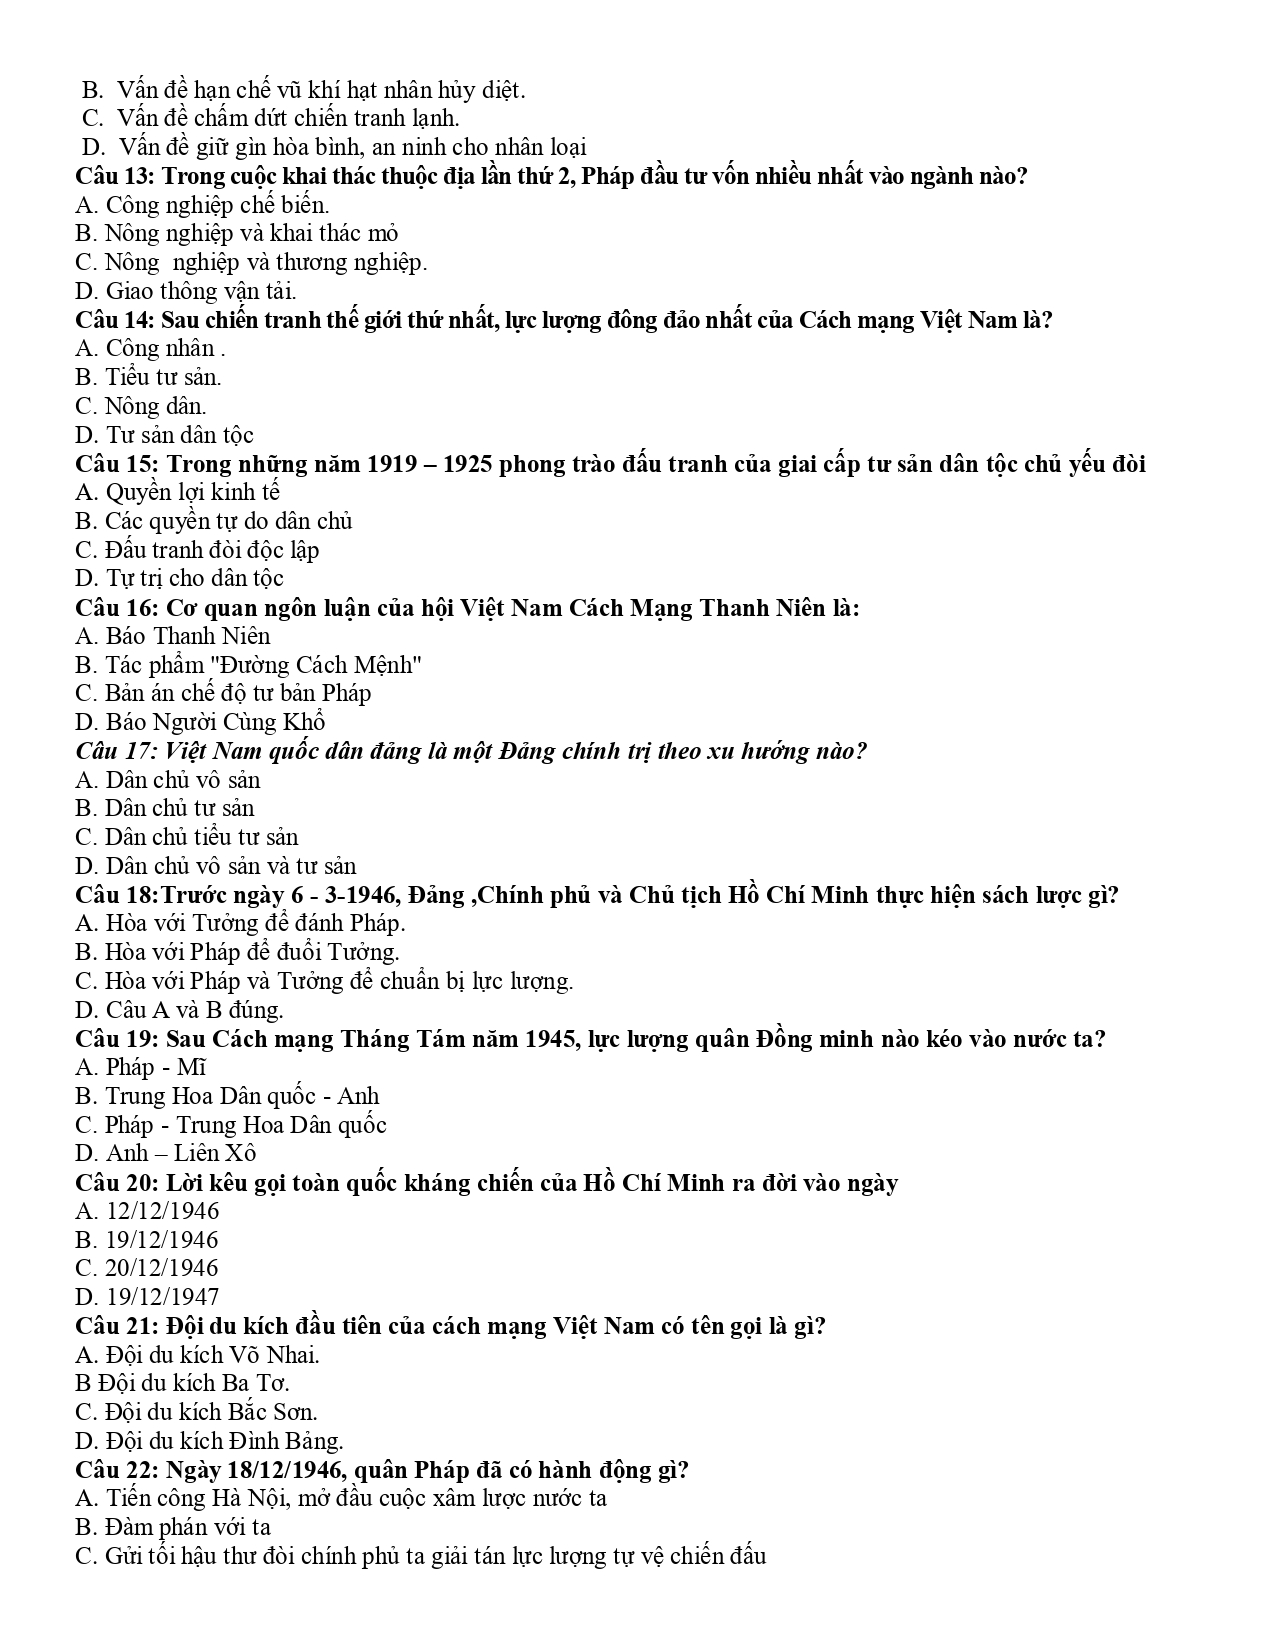 B. Vấn đề hạn chế vũ khí hạt nhân hủy diệt.
C. Vấn đề chấm dứt chiến tranh lạnh.
D. Vấn đề giữ gìn hòa bình, an ninh cho nhân loại
Câu 13: Trong cuộc khai thác thuộc địa lần thứ 2, Pháp đầu tư vốn nhiều nhất vào ngành nào?
A. Công nghiệp chế biến.
B. Nông nghiệp và khai thác mỏ
C. Nông nghiệp và thương nghiệp.
D. Giao thông vận tải.
Câu 14: Sau chiến tranh thế giới thứ nhất, lực lượng đông đảo nhất của Cách mạng Việt Nam là?
A. Công nhân .
B. Tiểu tư sản.
C. Nông dân.
D. Tư sản dân tộc
Câu 15: Trong những năm 1919 – 1925 phong trào đấu tranh của giai cấp tư sản dân tộc chủ yếu đòi
A. Quyền lợi kinh tế
B. Các quyền tự do dân chủ
C. Đấu tranh đòi độc lập
D. Tự trị cho dân tộc
Câu 16: Cơ quan ngôn luận của hội Việt Nam Cách Mạng Thanh Niên là:
A. Báo Thanh Niên
B. Tác phẩm "Đường Cách Mệnh"
C. Bản án chế độ tư bản Pháp
D. Báo Người Cùng Khổ
Câu 17: Việt Nam quốc dân đảng là một Đảng chính trị theo xu hướng nào?
A. Dân chủ vô sản
B. Dân chủ tư sản
C. Dân chủ tiểu tư sản
D. Dân chủ vô sản và tư sản
Câu 18:Trước ngày 6 - 3-1946, Đảng ,Chính phủ và Chủ tịch Hồ Chí Minh thực hiện sách lược gì?
A. Hòa với Tưởng để đánh Pháp.
B. Hòa với Pháp để đuổi Tưởng.
C. Hòa với Pháp và Tưởng để chuẩn bị lực lượng.
D. Câu A và B đúng.
Câu 19: Sau Cách mạng Tháng Tám năm 1945, lực lượng quân Đồng minh nào kéo vào nước ta?
A. Pháp - Mĩ
B. Trung Hoa Dân quốc - Anh
C. Pháp - Trung Hoa Dân quốc
D. Anh – Liên Xô
Câu 20: Lời kêu gọi toàn quốc kháng chiến của Hồ Chí Minh ra đời vào ngày
A. 12/12/1946
B. 19/12/1946
C. 20/12/1946
D. 19/12/1947
Câu 21: Đội du kích đầu tiên của cách mạng Việt Nam có tên gọi là gì?
A. Đội du kích Võ Nhai.
B Đội du kích Ba Tơ.
C. Đội du kích Bắc Sơn.
D. Đội du kích Đình Bảng.
Câu 22: Ngày 18/12/1946, quân Pháp đã có hành động gì?
A. Tiến công Hà Nội, mở đầu cuộc xâm lược nước ta
B. Đàm phán với ta
C. Gửi tối hậu thư đòi chính phủ ta giải tán lực lượng tự vệ chiến đấu